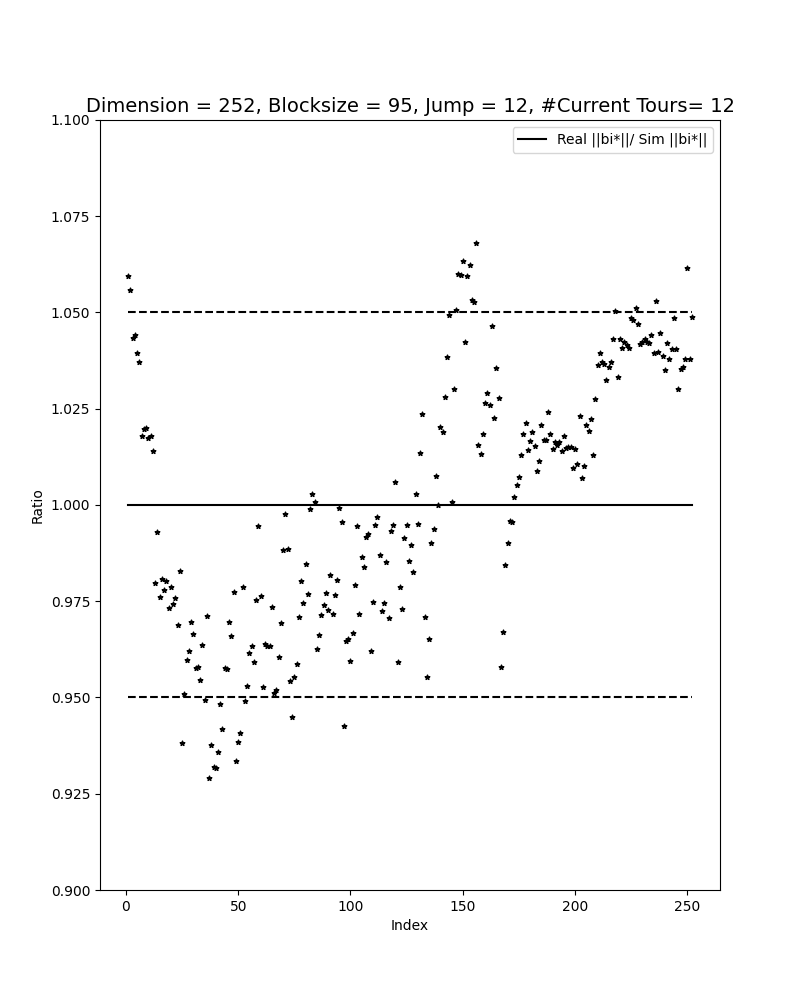 Dimension = 252, Blocksize = 95, Jump = 12, #Current Tours= 12
Real ||bi*||/ Sim ||bi*||
1.100
1.075
1.050
1.025
1.000
0.975
0.950
0.925
0.900
Ratio
0 50 100 150 200 250
Index